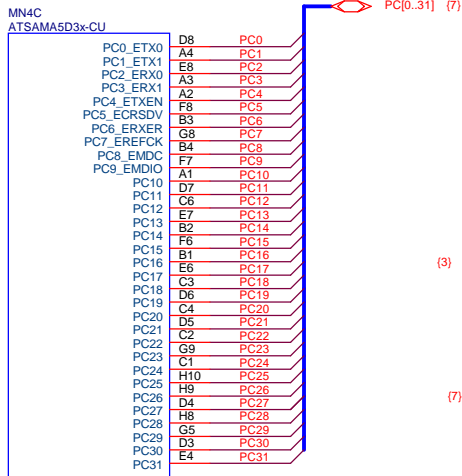 MN4C
ATSAMA5D3x-CU
PC[0..31] {7}
PC0_ETX0 D8 PC0
PC1_ETX1 A4 PC1
PC2_ERX0 E8 PC2
PC3_ERX1 A3 PC3
PC4_ETXEN A2 PC4
PC5_ECRSDV F8 PC5
PC6_ERXER B3 PC6
PC7_EREFCK G8 PC7
PC8_EMDC B4 PC8
PC9_EMDIO F7 PC9
PC10 A1 PC10
PC11 D7 PC11
PC12 C6 PC12
PC13 E7 PC13
PC14 B2 PC14
PC15 F6 PC15
PC16 B1 PC16
PC17 E6 PC17
{3}
PC18 C3 PC18
PC19 D6 PC19
PC20 C4 PC20
PC21 D5 PC21
PC22 C2 PC22
PC23 G9 PC23
PC24 C1 PC24
PC25 H10 PC25
PC26 H9 PC26
PC27 D4 PC27
{7}
PC28 H8 PC28
PC29 G5 PC29
PC30 D3 PC30
PC31 E4 PC31